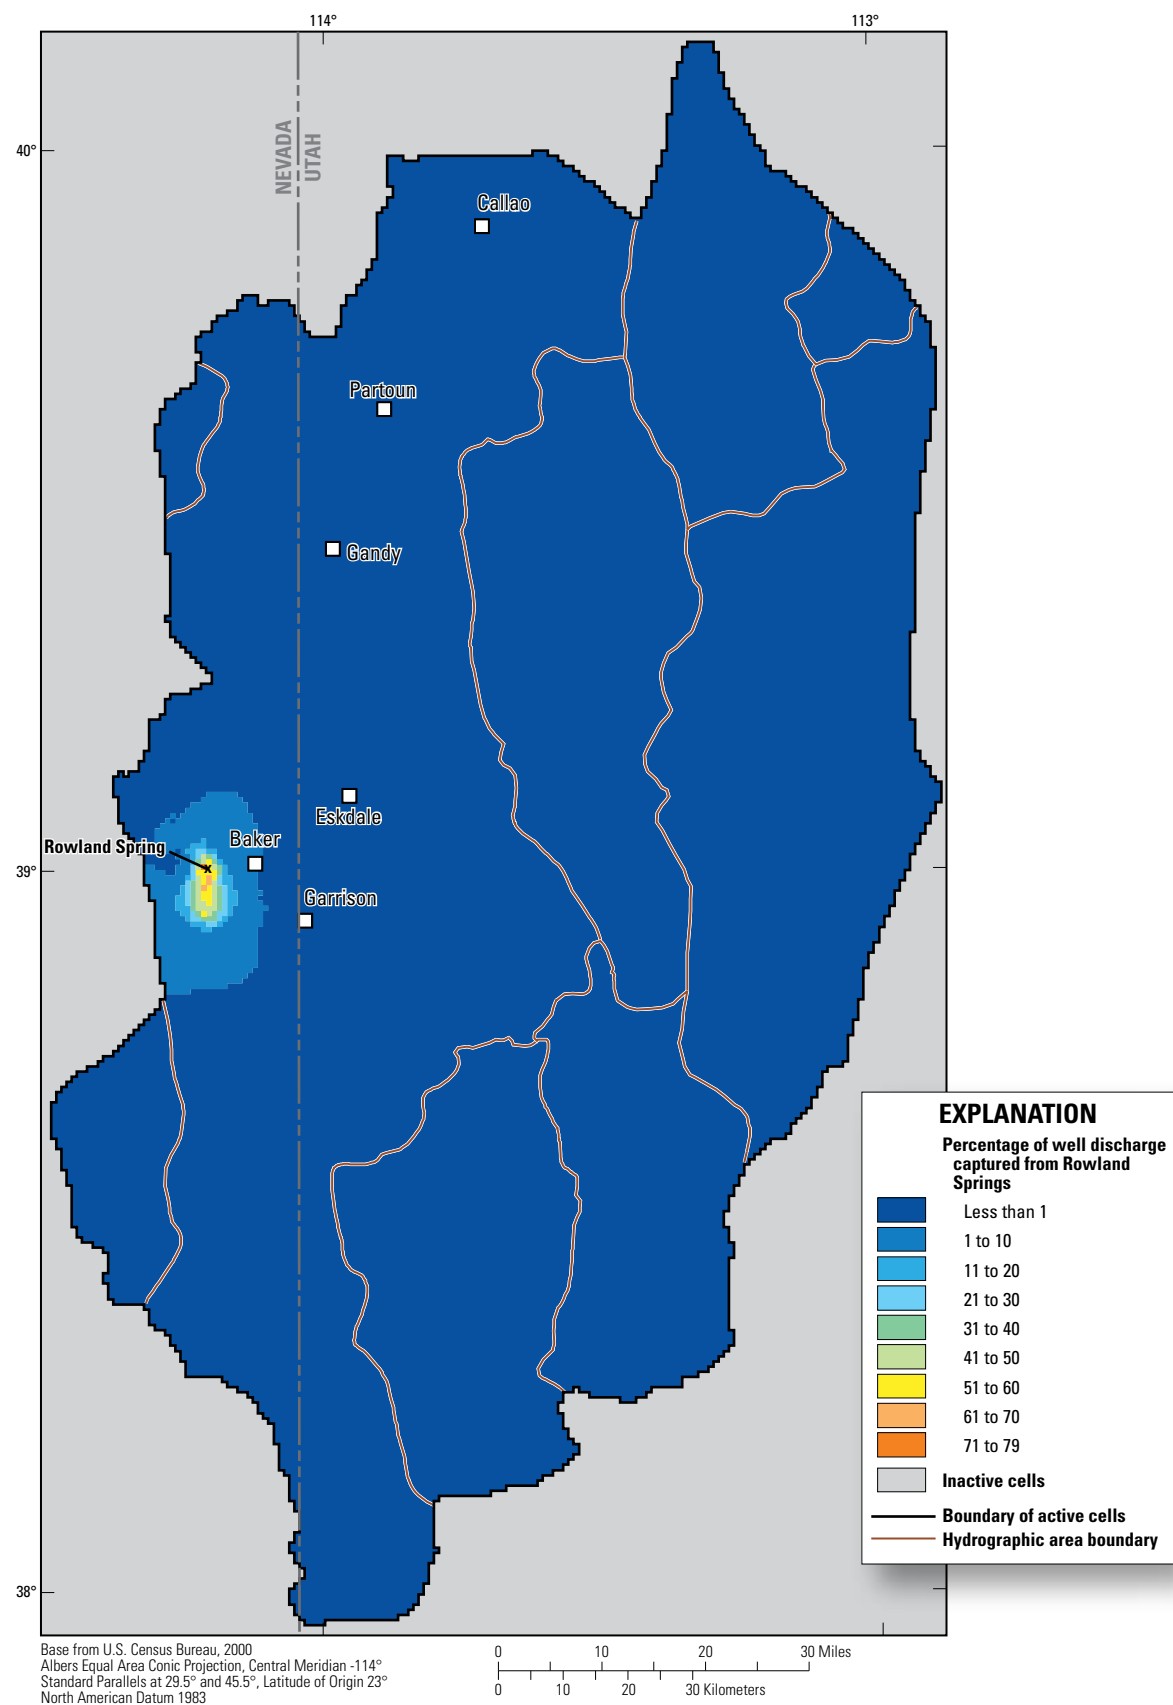 114°
113°
40°
NEVADA
UTAH
Callao
Partoun
Gandy
Eskdale
Baker
Rowland Spring
39°
Garrison
38°
EXPLANATION
Percentage of well discharge
captured from Rowland
Springs
Less than 1
1 to 10
11 to 20
21 to 30
31 to 40
41 to 50
51 to 60
61 to 70
71 to 79
Inactive cells
Boundary of active cells
Hydrographic area boundary
Base from U.S. Census Bureau, 2000
Albers Equal Area Conic Projection, Central Meridian -114°
Standard Parallels at 29.5° and 45.5°, Latitude of Origin 23°
North American Datum 1983
0 10 20 30 Miles
0 10 20 30 Kilometers